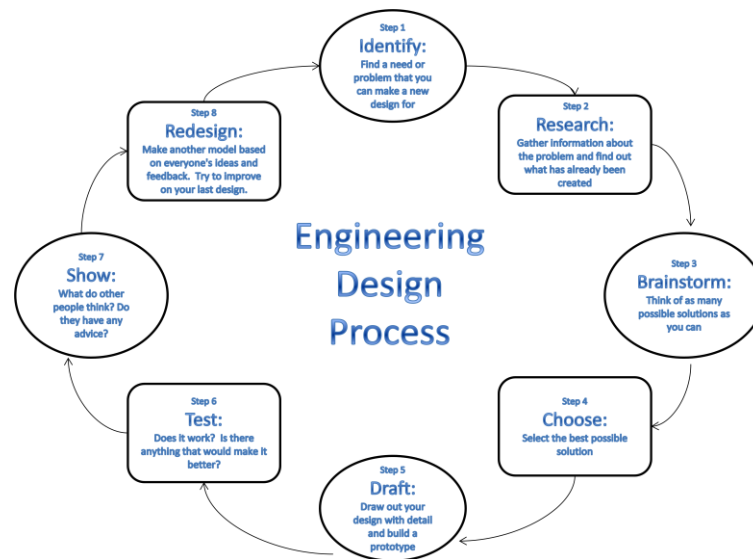 Step 1
Identify:
Find a need or
problem that you
can make a new
design for
Step 2
Research:
Gather information about
the problem and find out
what has already been
created
Step 3
Brainstorm:
Think of as many
possible solutions as
you can
Step 4
Choose:
Select the best possible
solution
Step 5
Draft:
Draw out your
design with detail
and build a
prototype
Step 6
Test:
Does it work?  Is there
anything that would make it
better?
Step 7
Show:
What do other
people think? Do
they have any
advice?
Step 8
Redesign:
Make another model based
on everyone's ideas and
feedback.  Try to improve
on your last design.
Engineering
Design
Process